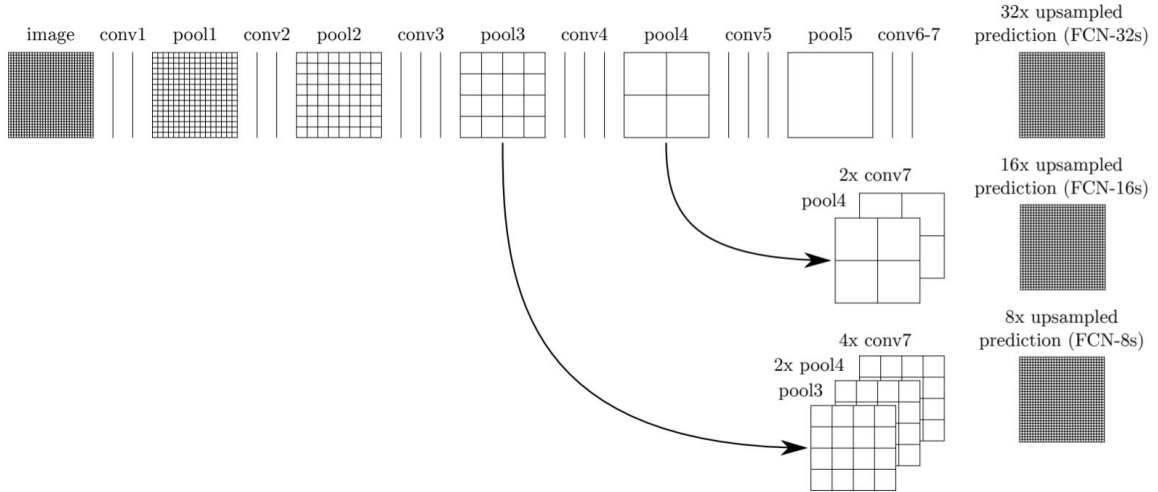 image
conv1
pool1
conv2
pool2
conv3
pool3
conv4
pool4
conv5
pool5
conv6-7
32x upsampled
prediction (FCN-32s)
2x conv7
pool4
16x upsampled
prediction (FCN-16s)
4x conv7
2x pool4
pool3
8x upsampled
prediction (FCN-8s)